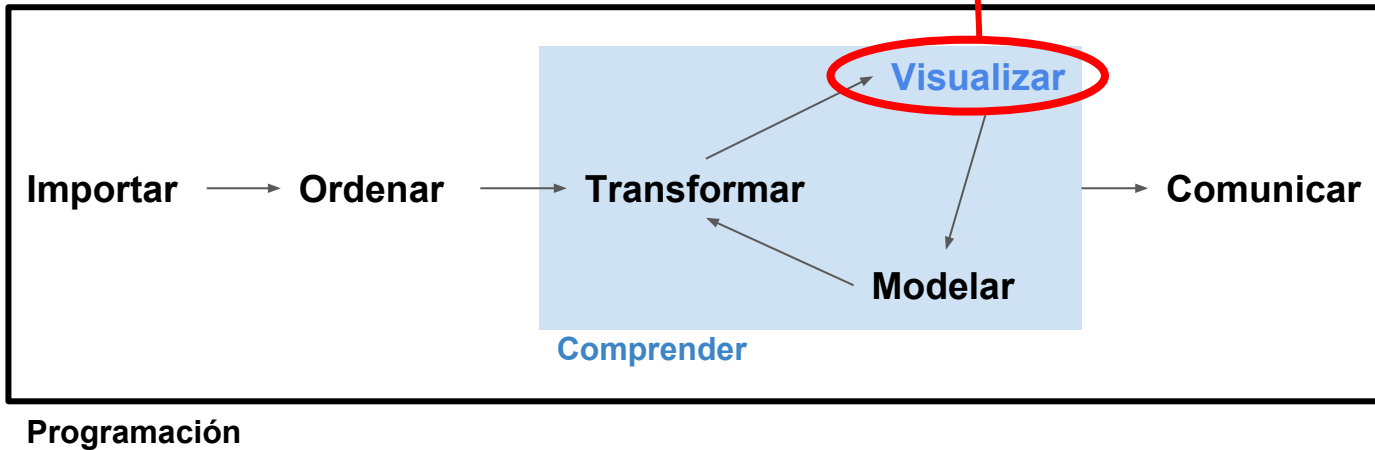 Visualizar
Importar
Ordenar
Transformar
Comunicar
Modelar
Comprender
Programación